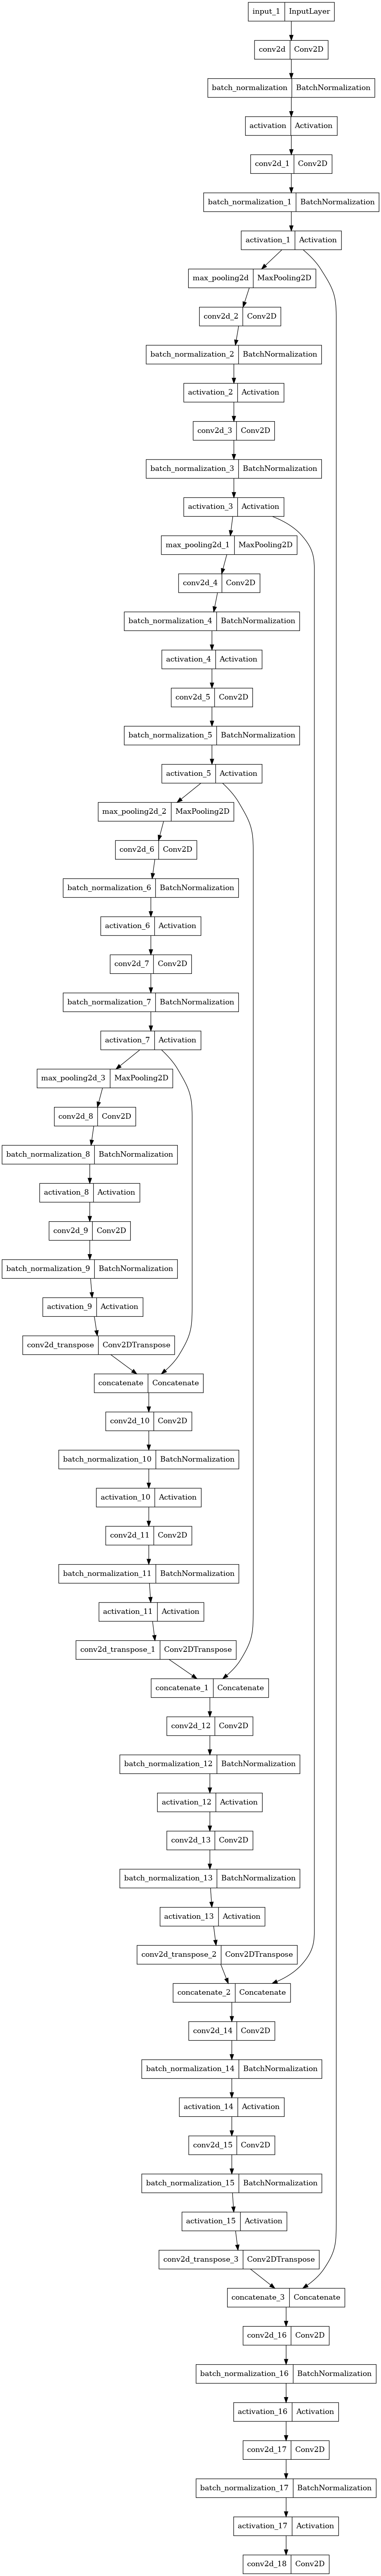 input_1 InputLayer
conv2d Conv2D
batch_normalization BatchNormalization
activation Activation
conv2d_1 Conv2D
batch_normalization_1 BatchNormalization
activation_1 Activation
max_pooling2d MaxPooling2D
conv2d_2 Conv2D
batch_normalization_2 BatchNormalization
activation_2 Activation
conv2d_3 Conv2D
batch_normalization_3 BatchNormalization
activation_3 Activation
max_pooling2d_1 MaxPooling2D
conv2d_4 Conv2D
batch_normalization_4 BatchNormalization
activation_4 Activation
conv2d_5 Conv2D
batch_normalization_5 BatchNormalization
activation_5 Activation
max_pooling2d_2 MaxPooling2D
conv2d_6 Conv2D
batch_normalization_6 BatchNormalization
activation_6 Activation
conv2d_7 Conv2D
batch_normalization_7 BatchNormalization
activation_7 Activation
max_pooling2d_3 MaxPooling2D
conv2d_8 Conv2D
batch_normalization_8 BatchNormalization
activation_8 Activation
conv2d_9 Conv2D
batch_normalization_9 BatchNormalization
activation_9 Activation
conv2d_transpose Conv2DTranspose
concatenate Concatenate
conv2d_10 Conv2D
batch_normalization_10 BatchNormalization
activation_10 Activation
conv2d_11 Conv2D
batch_normalization_11 BatchNormalization
activation_11 Activation
conv2d_transpose_1 Conv2DTranspose
concatenate_1 Concatenate
conv2d_12 Conv2D
batch_normalization_12 BatchNormalization
activation_12 Activation
conv2d_13 Conv2D
batch_normalization_13 BatchNormalization
activation_13 Activation
conv2d_transpose_2 Conv2DTranspose
concatenate_2 Concatenate
conv2d_14 Conv2D
batch_normalization_14 BatchNormalization
activation_14 Activation
conv2d_15 Conv2D
batch_normalization_15 BatchNormalization
activation_15 Activation
conv2d_transpose_3 Conv2DTranspose
concatenate_3 Concatenate
conv2d_16 Conv2D
batch_normalization_16 BatchNormalization
activation_16 Activation
conv2d_17 Conv2D
batch_normalization_17 BatchNormalization
activation_17 Activation
conv2d_18 Conv2D